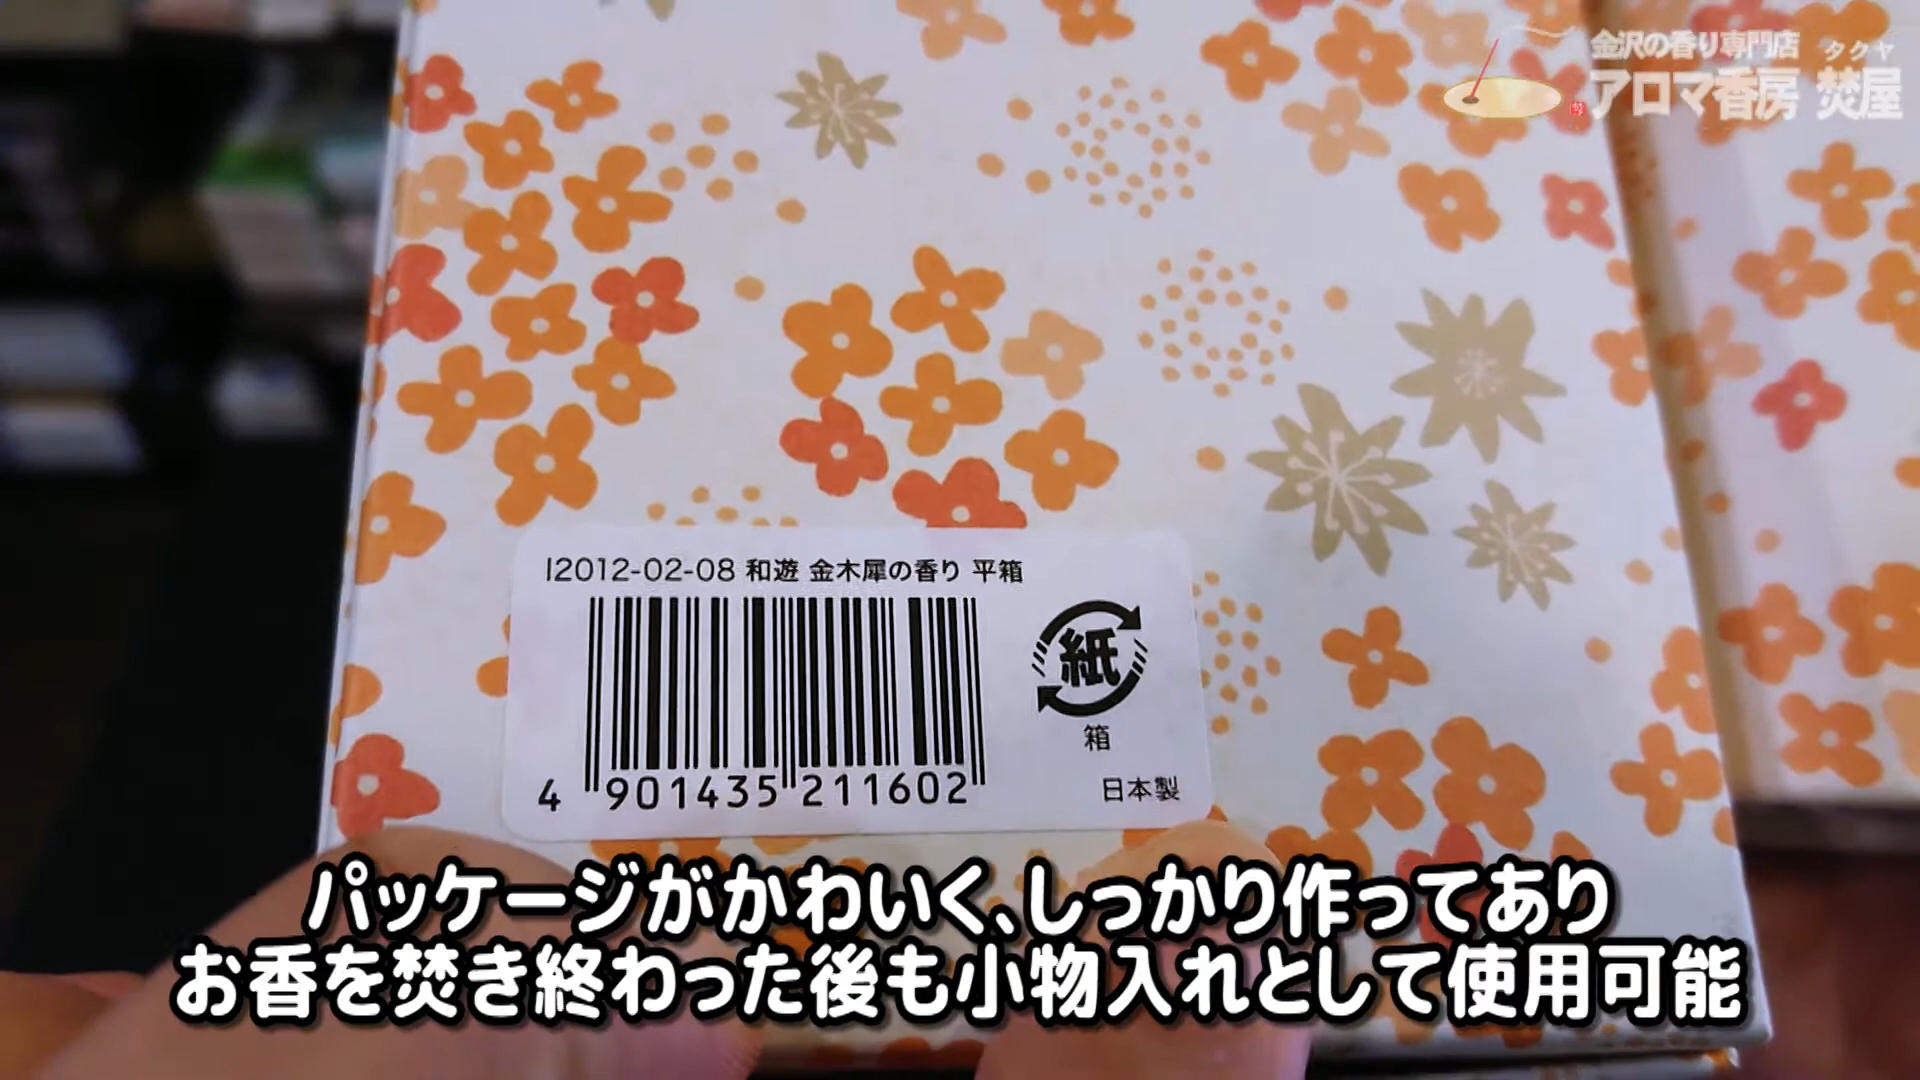 金沢の香り専門店 タクヤ
アロマ香房 焚屋
I2012-02-08 和遊 金木犀の香り 平箱
紙
箱
4 901435 211602
日本製
パッケージがかわいく、しっかり作ってあり
お香を焚き終わった後も小物入れとして使用可能